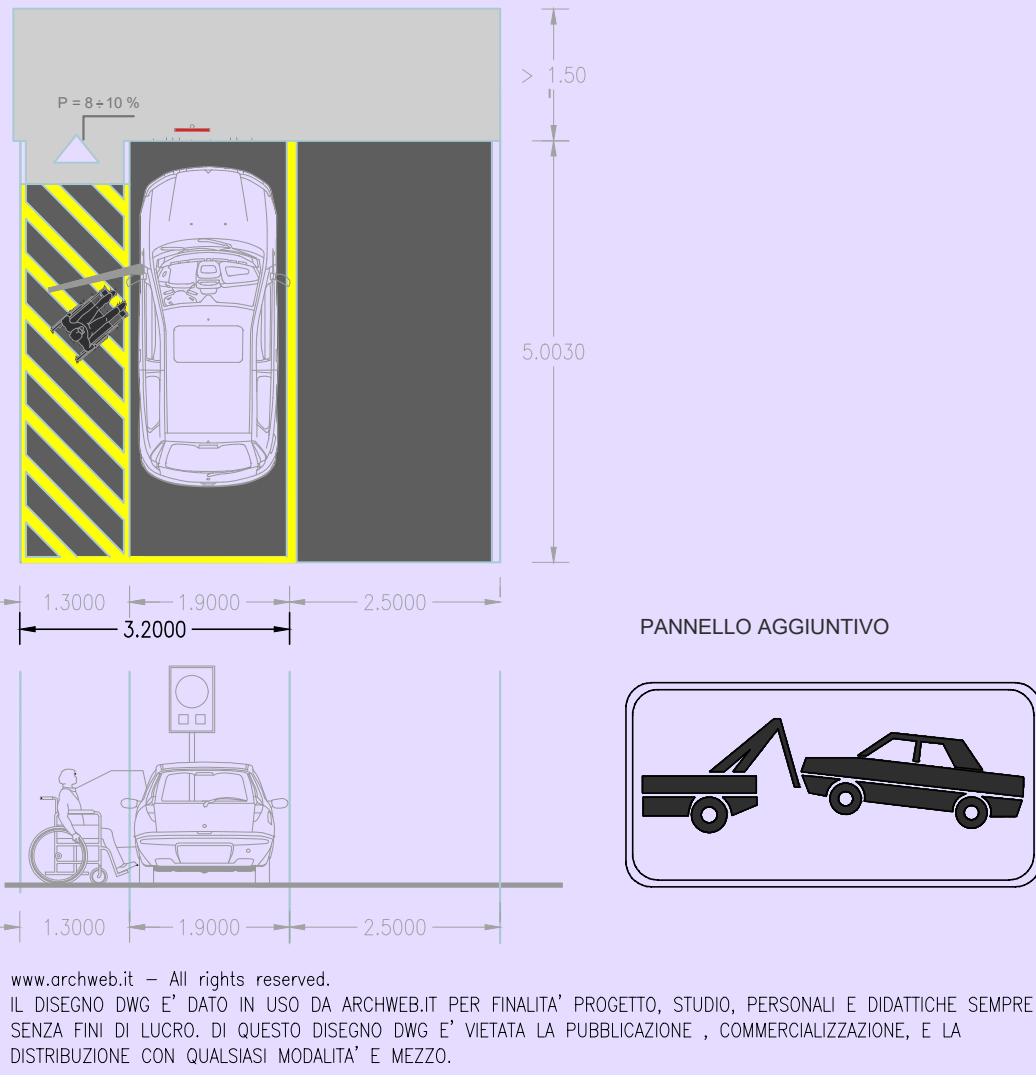 P = 8÷10 %
> 1.50
5.0030
1.3000
1.9000
2.5000
3.2000
PANNELLO AGGIUNTIVO
1.3000
1.9000
2.5000
www.archweb.it – All rights reserved.
IL DISEGNO DWG E' DATO IN USO DA ARCHWEB.IT PER FINALITA' PROGETTO, STUDIO, PERSONALI E DIDATTICHE SEMPRE
SENZA FINI DI LUCRO. DI QUESTO DISEGNO DWG E' VIETATA LA PUBBLICAZIONE , COMMERCIALIZZAZIONE, E LA
DISTRIBUZIONE CON QUALSIASI MODALITA' E MEZZO.